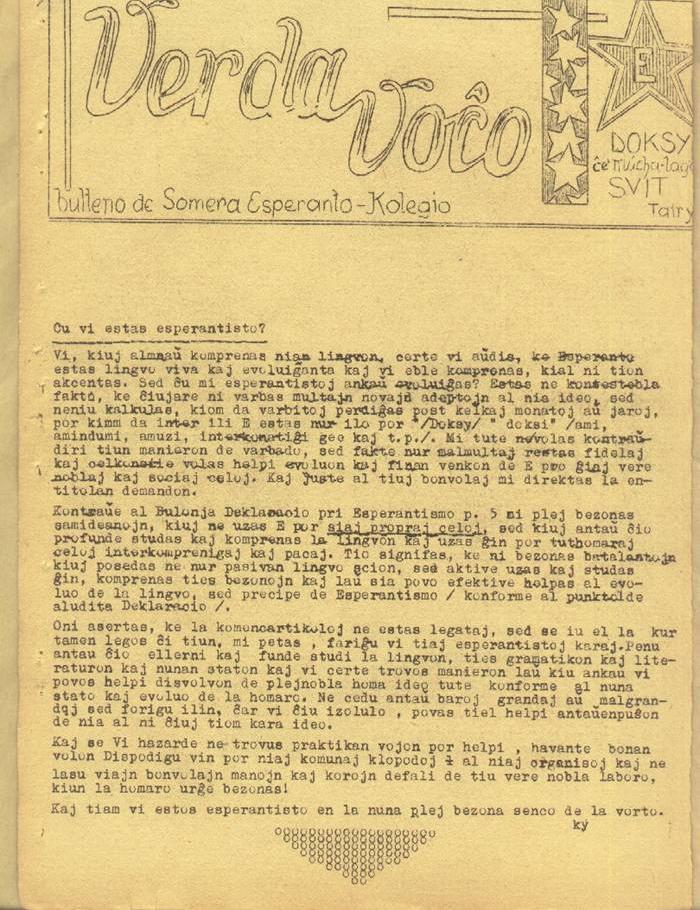 Verda Voĉo
E
DOKSY
ĉe
SVIT
Tatry
bulteno de Somera Esperanto-Kolegio
Cu vi estas esperantisto?
Vi, kiuj almnaŭ komprenas nian lingvon, certe vi aŭdis, ke Esperanto
estas lingvo viva kaj evoluiĝanta kaj vi eble komprenas, kial ni tion
akcentas. Sed ĉu mi esperantistoj ankaŭ evoluiĝas? Estas ne kontestebla
fakto, ke ĉiujare ni varbas multajn novajn adeptojn al nia ideo, sed
neniu kalkulas, kiom da varbitoj perdiĝas post kelkaj monatoj aŭ jaroj,
por kimm da inter ili E estas nur ilo por "/Doksy/ " doksi" /ami,
amindumi, amuzi, interkonatiĝi gee kaj t.p./. Mi tute nevolas kontraŭ-
diri tiun manieron de varbado, sed fakte nur malmultaj restas fidelaj
kaj celkonscie volas helpi evoluon kaj finan venkon de E pro ĝiaj vere
noblaj kaj sociaj celoj. Kaj juste al tiuj bonvolaj mi direktas la en-
titolan demandon.
Kontraŭe al Bulonja Deklaracio pri Esperantismo p. 5 ni plej bezonas
samideanojn, kiuj ne uzas E por siaj propraj celoj, sed kiuj antaŭ ĉio
profunde studas kaj komprenas la lingvon kaj uzas ĝin por tuthomaraj
celoj interkompreniĝaj kaj pacaj. Tio signifas, ke ni bezonas batalantojn
kiuj posedas ne nur pasivan lingvo scion, sed aktive uzas kaj studas
ĝin, komprenas ties bezonojn kaj laŭ sia povo efektive helpas al evo-
luo de la lingvo, sed precipe de Esperantismo / konforme al punktolde
aludita Deklaracio /.
Oni asertas, ke la komencartikoloj ne estas legataj, sed se iu el la kur
tamen legos ĉi tiun, mi petas , fariĝu vi tiaj esperantistoj karaj.Penu
antau ĉio ellerni kaj funde studi la lingvon, ties gramatikon kaj lite-
raturon kaj nunan staton kaj vi certe trovos manieron laŭ kiu ankau vi
povos helpi disvolvon de plejnobla homa ideo tute konforme al nuna
stato kaj evoluo de la homaro. Ne cedu antaŭ baroj grandaj aŭ malgran-
daj sed foriĝu ilin, ĉar vi ĉiu izolulo , povas tiel helpi antaŭenpuŝon
de nia al ni ĉiuj tiom kara ideo.
Kaj se Vi hazarde ne trovus praktikan vojon por helpi , havante bonan
volon Dispodigu vin por niaj komunaj klopodoj al niaj organisoj kaj ne
lasu viajn bonvolajn manojn kaj korojn defali de tiu vere nobla laboro,
kiun la homaro urĝe bezonas!
Kaj tiam vi estos esperantisto en la nuna plej bezona senco de la vorto.
ky